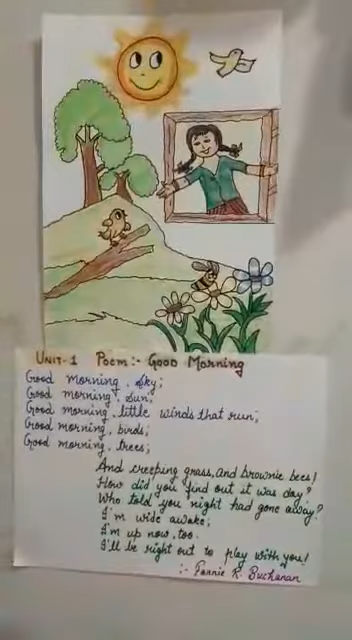 Unit-1 Poem:- Good Morning
Good morning, Sky;
Good morning, Sun,
Good morning, little winds that run;
Good morning, birds;
Good morning, trees;
And creeping grass, and brownie bees!
How did you find out it was day?
Who told you night had gone away?
I'm wide awake;
I'm up now, too.
I'll be right out to play with you!
:- Fannie R. Buchanan